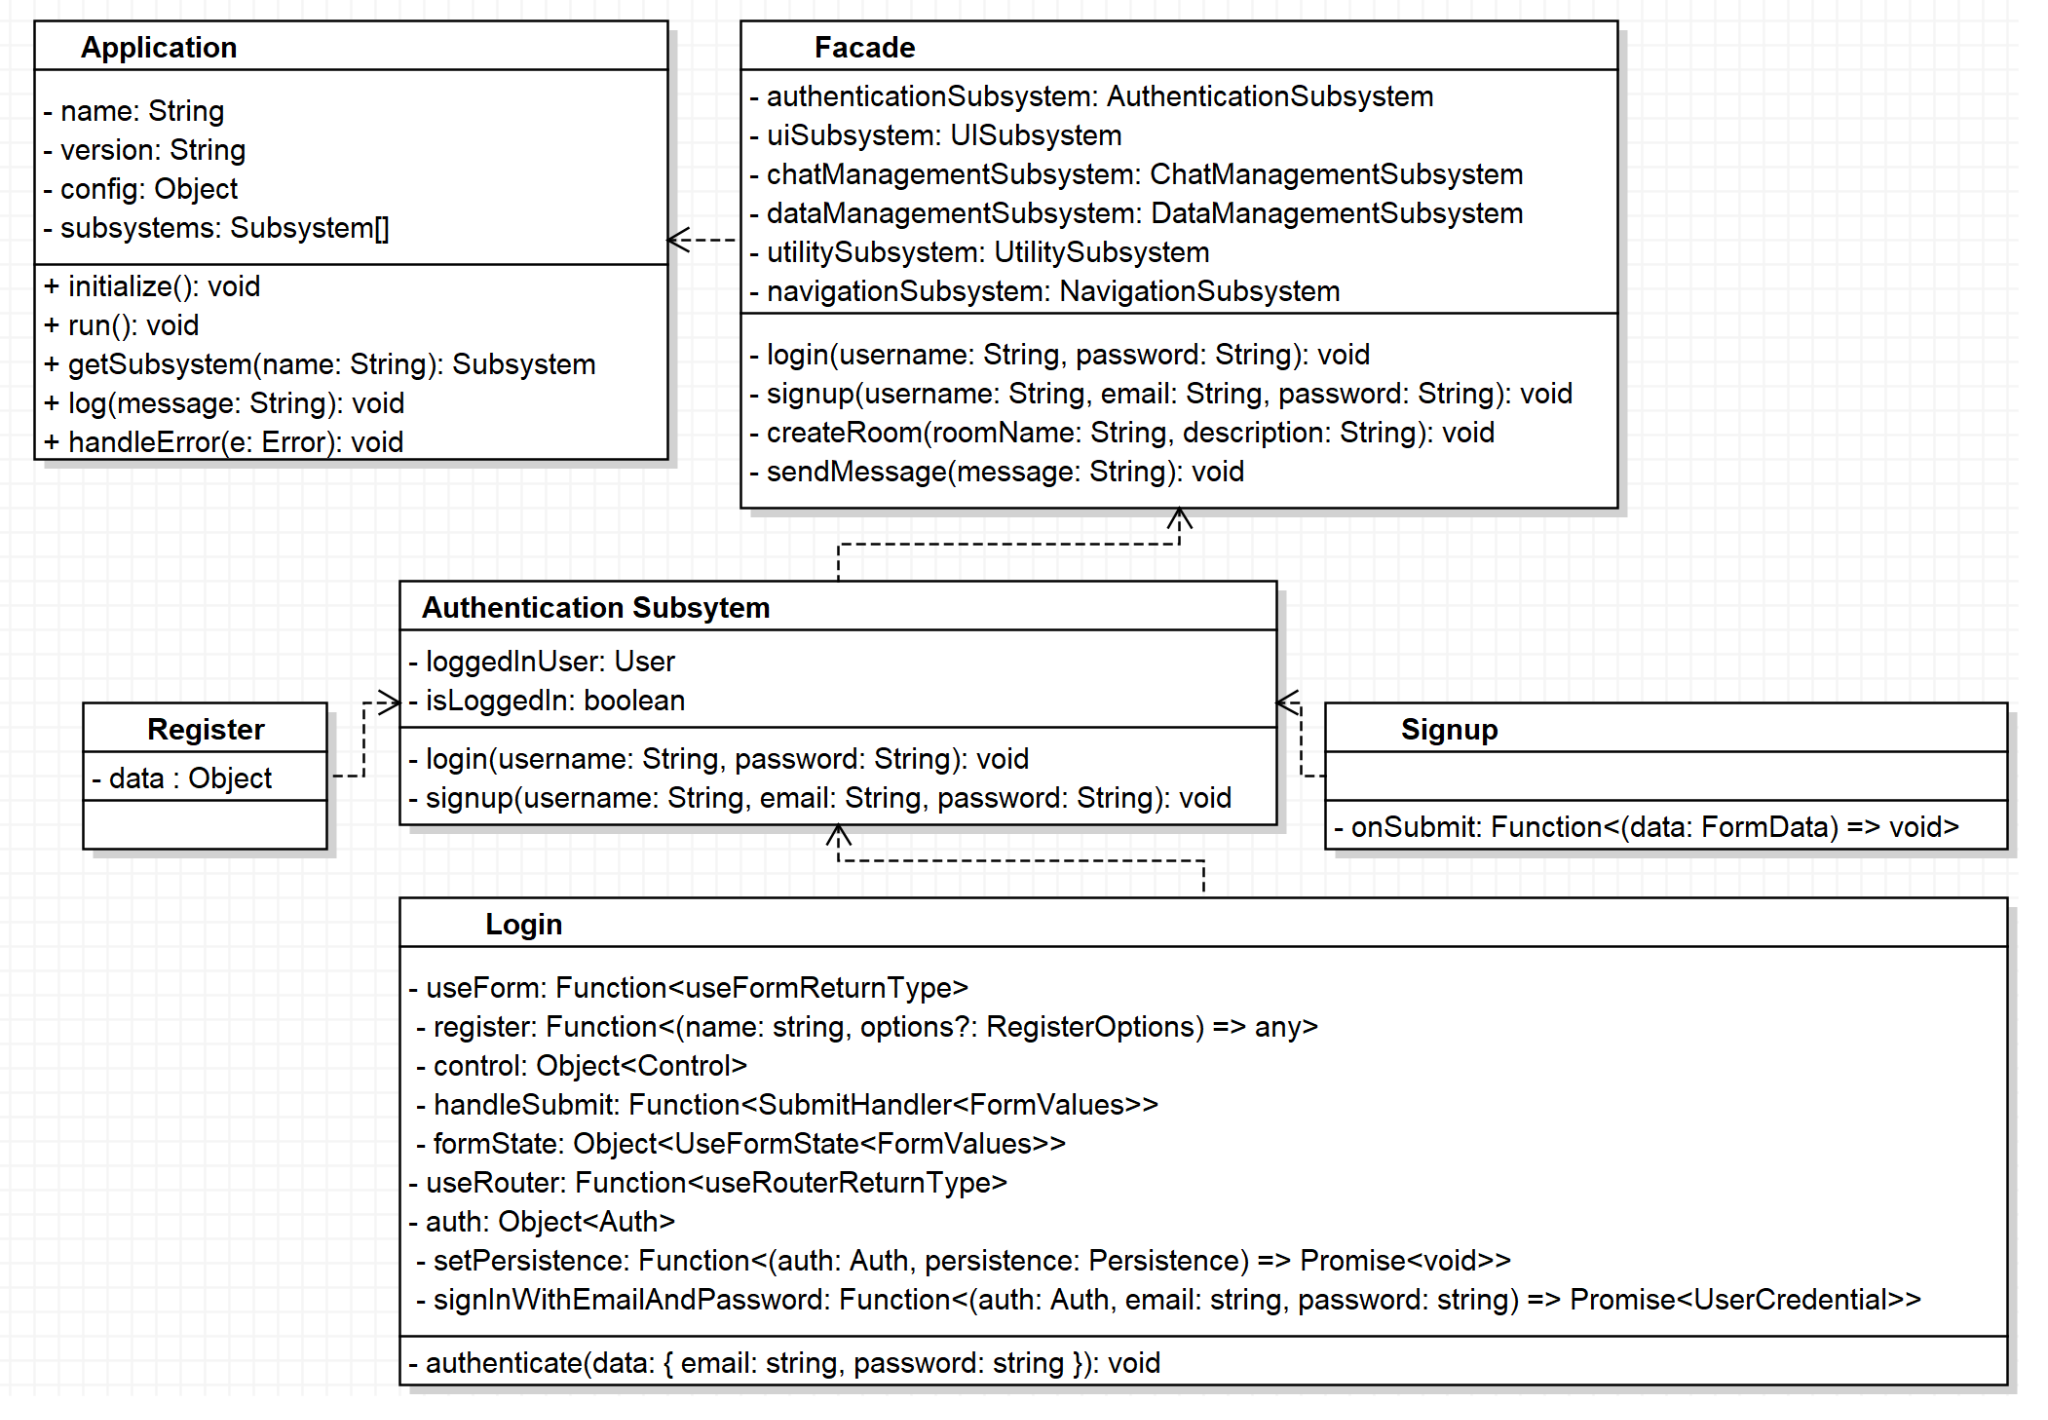 Application
- name: String
- version: String
- config: Object
- subsystems: Subsystem[]
+ initialize(): void
+ run(): void
+ getSubsystem(name: String): Subsystem
+ log(message: String): void
+ handleError(e: Error): void
Facade
- authenticationSubsystem: AuthenticationSubsystem
- uiSubsystem: UISubsystem
- chatManagementSubsystem: ChatManagementSubsystem
- dataManagementSubsystem: DataManagementSubsystem
- utilitySubsystem: UtilitySubsystem
- navigationSubsystem: NavigationSubsystem
- login(username: String, password: String): void
- signup(username: String, email: String, password: String): void
- createRoom(roomName: String, description: String): void
- sendMessage(message: String): void
Authentication Subsytem
- loggedInUser: User
- isLoggedIn: boolean
- login(username: String, password: String): void
- signup(username: String, email: String, password: String): void
Register
- data : Object
Signup
- onSubmit: Function<(data: FormData) => void>
Login
- useForm: Function<useFormReturnType>
- register: Function<(name: string, options?: RegisterOptions) => any>
- control: Object<Control>
- handleSubmit: Function<SubmitHandler<FormValues>>
- formState: Object<UseFormState<FormValues>>
- useRouter: Function<useRouterReturnType>
- auth: Object<Auth>
- setPersistence: Function<(auth: Auth, persistence: Persistence) => Promise<void>>
- signInWithEmailAndPassword: Function<(auth: Auth, email: string, password: string) => Promise<UserCredential>>
- authenticate(data: { email: string, password: string }): void